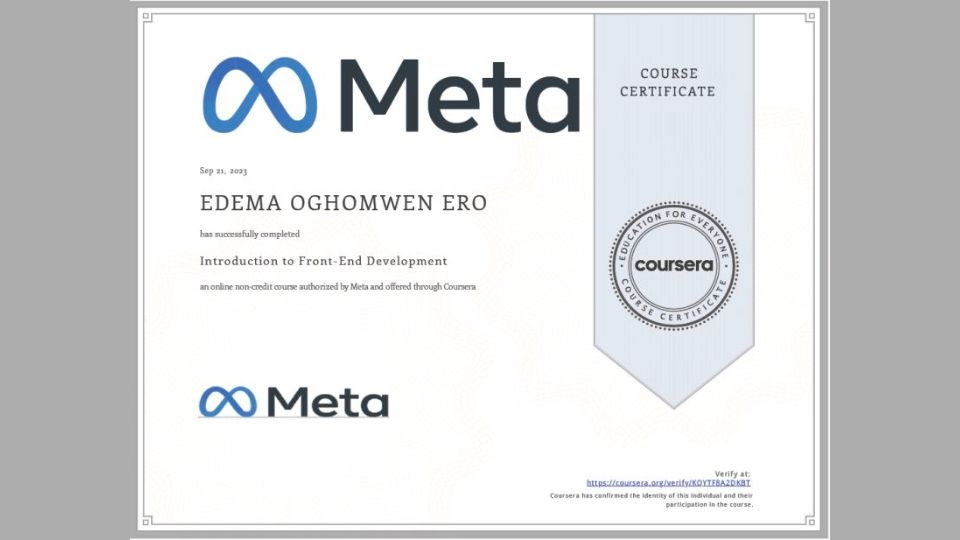 Meta
COURSE
CERTIFICATE
Sep 21, 2023
EDEMA OGHOMWEN ERO
has successfully completed
Introduction to Front-End Development
an online non-credit course authorized by Meta and offered through Coursera
EDUCATION FOR EVERYONE
coursera
COURSE CERTIFICATE
Meta
Verify at:
https://coursera.org/verify/KOYTF8A2DKBT
Coursera has confirmed the identity of this individual and their
participation in the course.